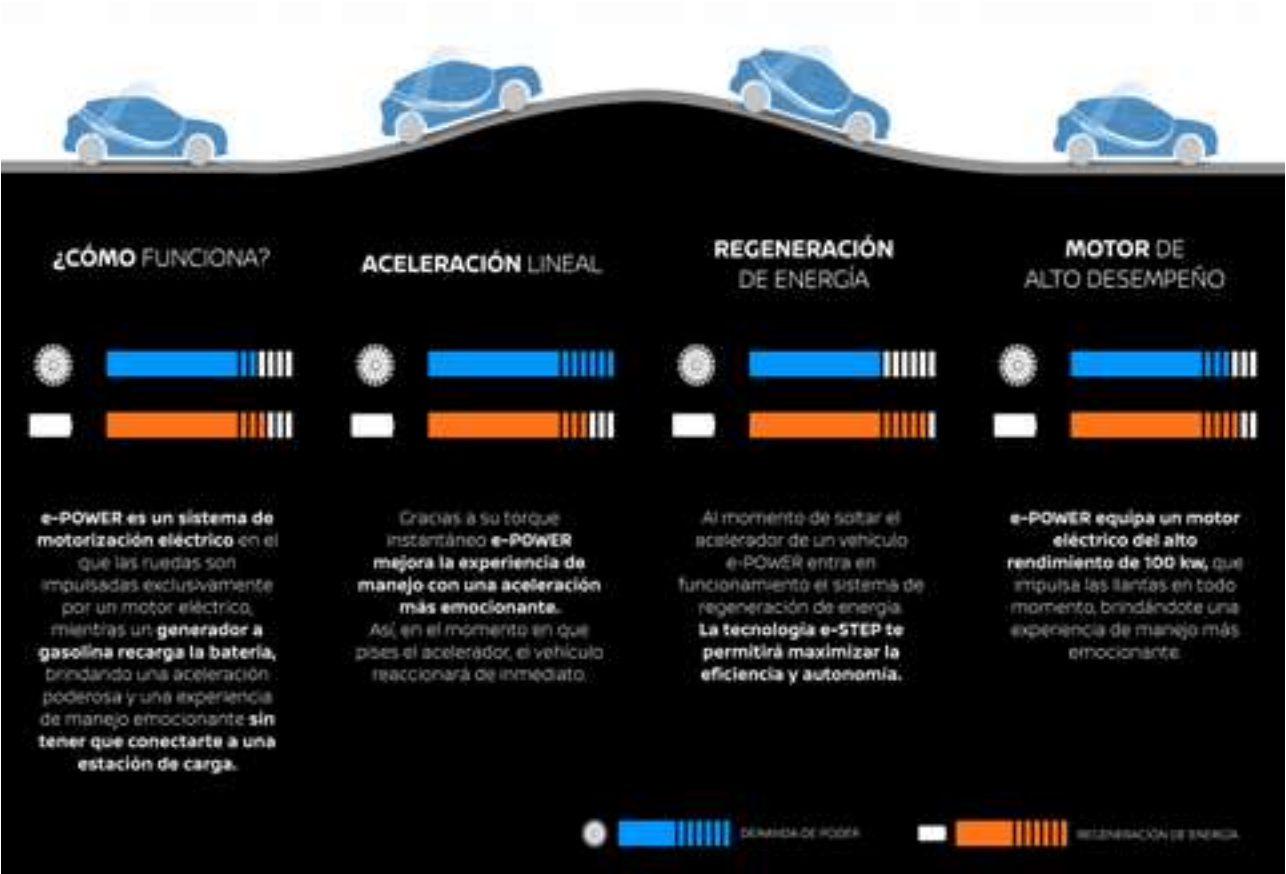 ¿CÓMO FUNCIONA?
e-POWER es un sistema de
motorización eléctrico en el
que las ruedas son
impulsadas exclusivamente
por un motor eléctrico,
mientras un generador a
gasolina recarga la batería,
brindando una aceleración
poderosa y una experiencia
de manejo emocionante sin
tener que conectarte a una
estación de carga.
ACELERACIÓN LINEAL
Gracias a su torque
instantáneo e-POWER
mejora la experiencia de
manejo con una aceleración
más emocionante.
Así, en el momento en que
pises el acelerador, el vehículo
reaccionará de inmediato.
REGENERACIÓN
DE ENERGÍA
Al momento de soltar el
acelerador de un vehículo
e-POWER entra en
funcionamiento el sistema de
regeneración de energía.
La tecnología e-STEP te
permitirá maximizar la
eficiencia y autonomía.
MOTOR DE
ALTO DESEMPEÑO
e-POWER equipa un motor
eléctrico del alto
rendimiento de 100 kw, que
impulsa las llantas en todo
momento, brindándote una
experiencia de manejo más
emocionante.
DEMANDA DE PODER
REGENERACIÓN DE ENERGÍA